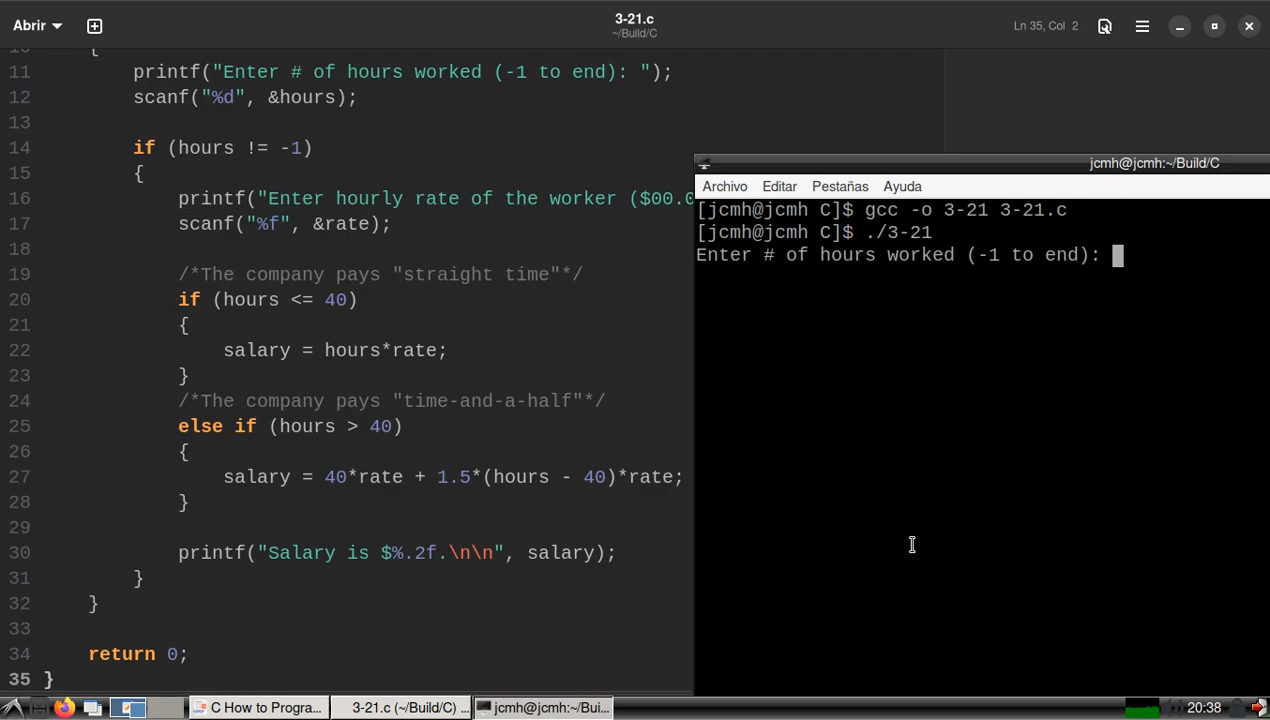 Abrir
3-21.c
~/Build/C
Ln 35, Col 2
10 {
11 printf("Enter # of hours worked (-1 to end): ");
12 scanf("%d", &hours);
13
14 if (hours != -1)
15 {
16 printf("Enter hourly rate of the worker ($00.0
17 scanf("%f", &rate);
18
19 /*The company pays "straight time"*/
20 if (hours <= 40)
21 {
22 salary = hours*rate;
23 }
24 /*The company pays "time-and-a-half"*/
25 else if (hours > 40)
26 {
27 salary = 40*rate + 1.5*(hours - 40)*rate;
28 }
29
30 printf("Salary is $%.2f.\n\n", salary);
31 }
32 }
33
34 return 0;
35 }
jcmh@jcmh:~/Build/C
Archivo Editar Pestañas Ayuda
[jcmh@jcmh C]$ gcc -o 3-21 3-21.c
[jcmh@jcmh C]$ ./3-21
Enter # of hours worked (-1 to end):
C How to Progra...
3-21.c (~/Build/C) ...
jcmh@jcmh:~/Bui...
20:38